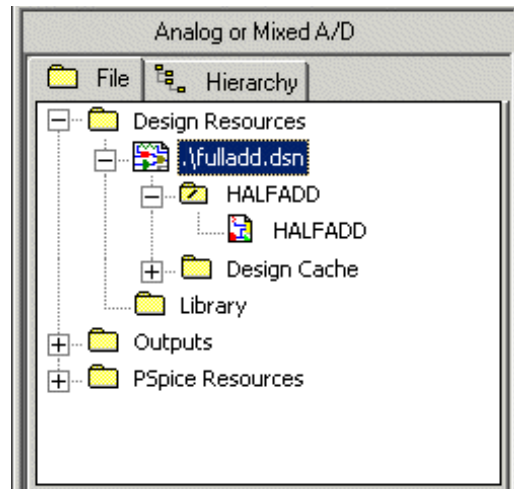 Analog or Mixed A/D
File Hierarchy
Design Resources
.\fulladd.dsn
HALFADD
HALFADD
Design Cache
Library
Outputs
PSpice Resources